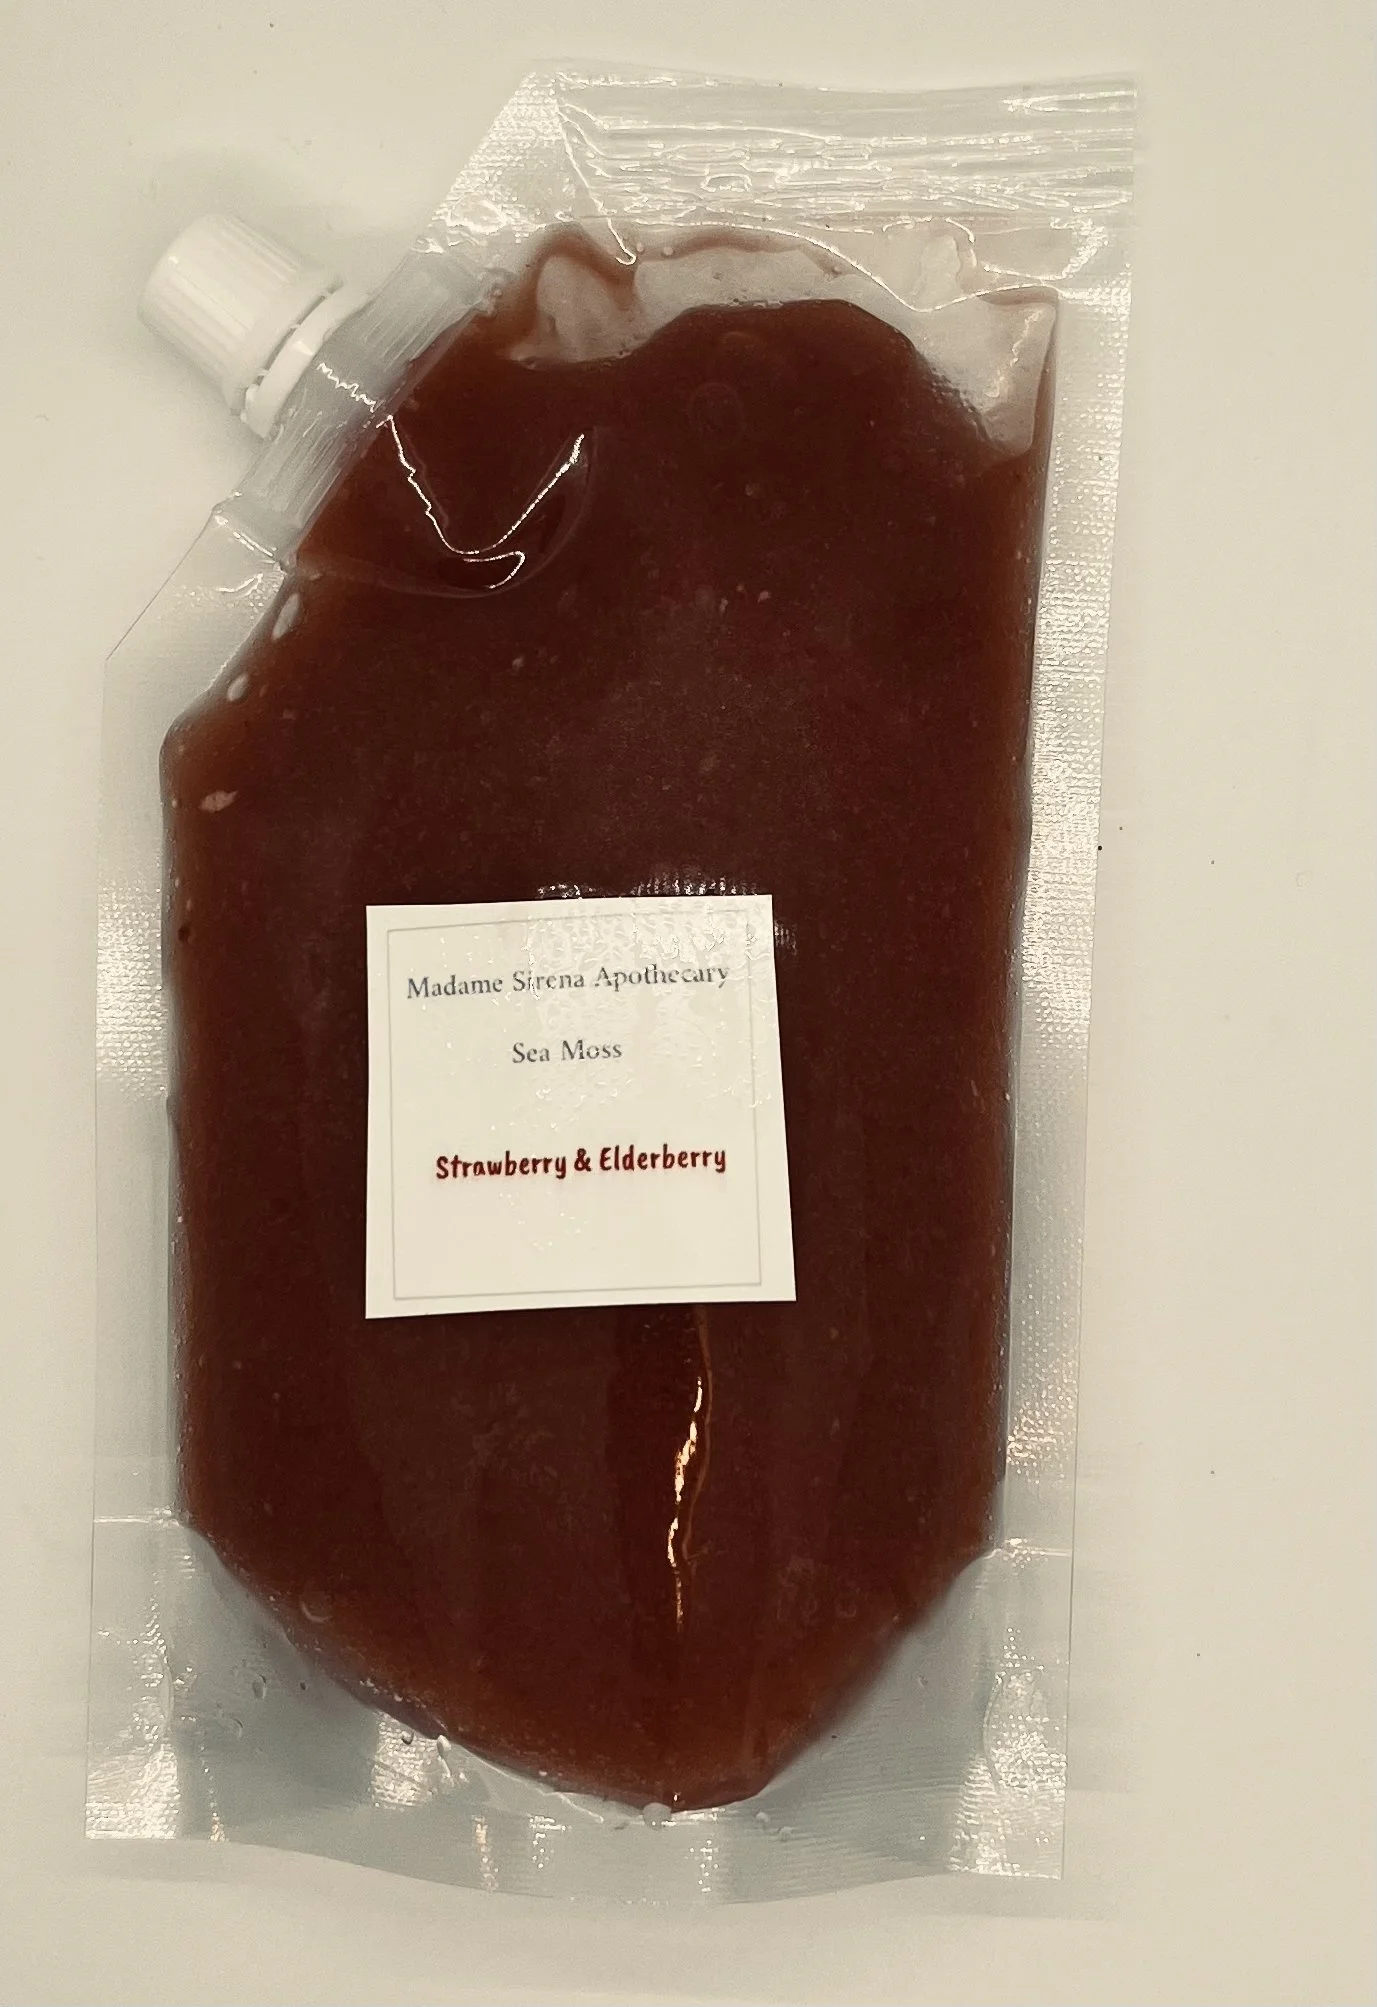 Madame Sirena Apothecary
Sea Moss
Strawberry & Elderberry